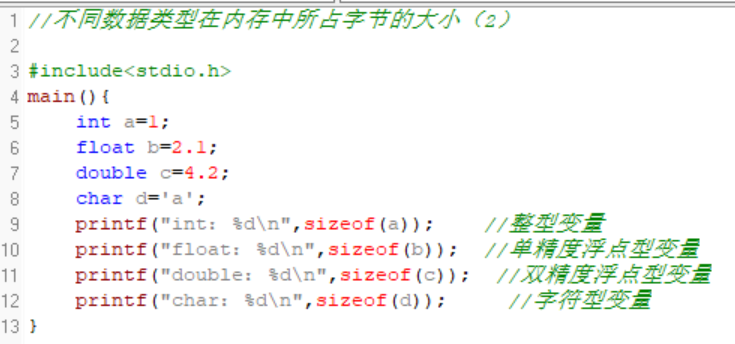 1 //不同数据类型在内存中所占字节的大小（2）
2
3 #include<stdio.h>
4 main(){
5 int a=1;
6 float b=2.1;
7 double c=4.2;
8 char d='a';
9 printf("int: %d\n",sizeof(a)); //整型变量
10 printf("float: %d\n",sizeof(b)); //单精度浮点型变量
11 printf("double: %d\n",sizeof(c)); //双精度浮点型变量
12 printf("char: %d\n",sizeof(d)); //字符型变量
13 }